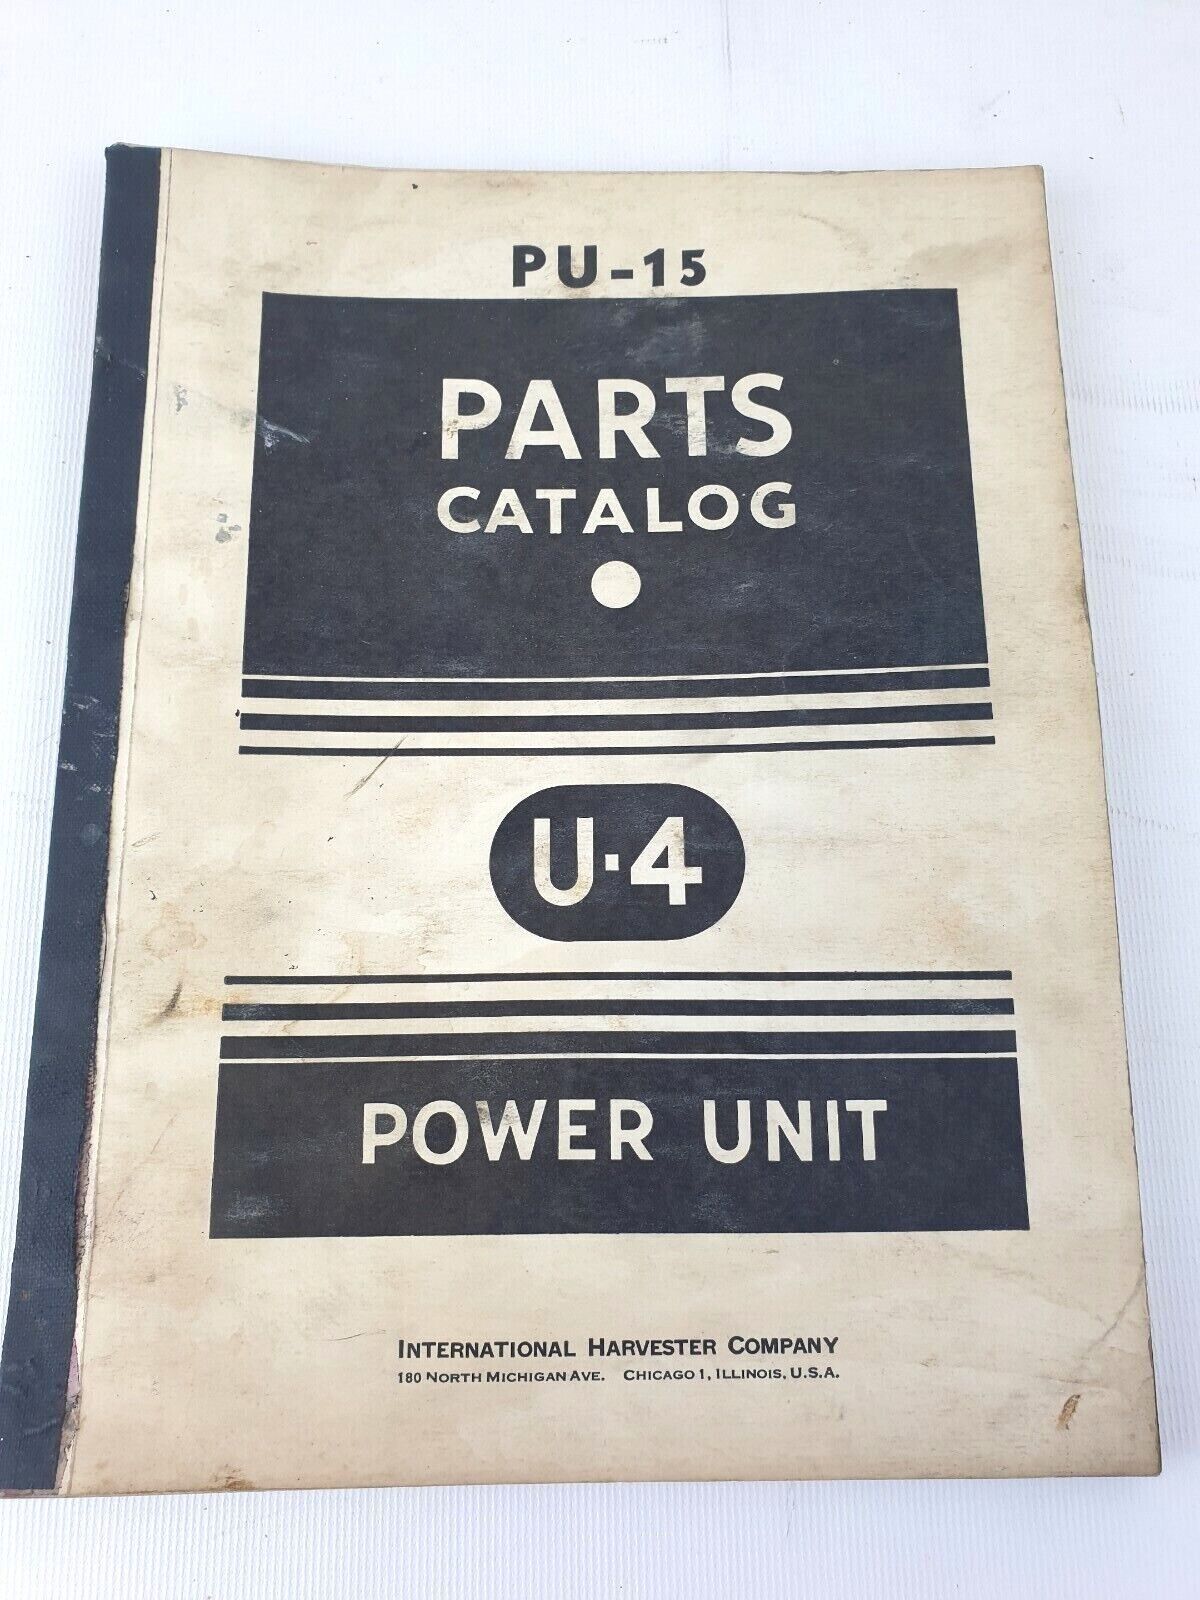 PU-15
PARTS
CATALOG
U·4
POWER UNIT
INTERNATIONAL HARVESTER COMPANY
180 NORTH MICHIGAN AVE. CHICAGO 1, ILLINOIS, U.S.A.